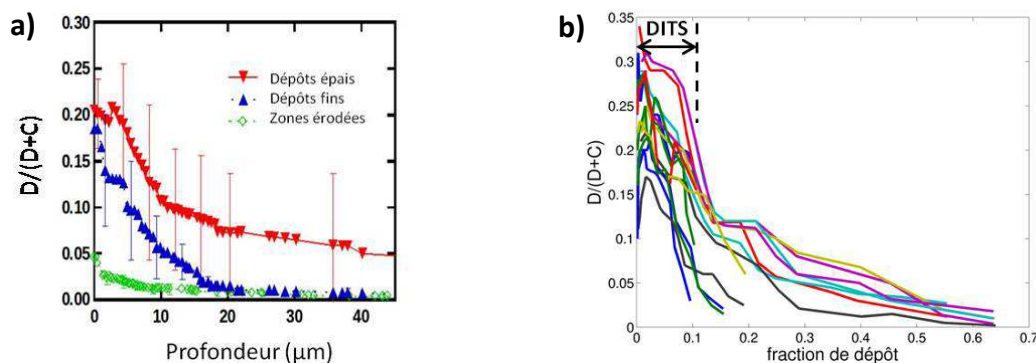 a)
0.30
0.25
0.20
0.15
0.10
0.05
0.00
D/(D+C)
Dépôts épais
Dépôts fins
Zones érodées
0 10 20 30 40
Profondeur (µm)
b)
DITS
0.35
0.3
0.25
0.2
0.15
0.1
0.05
0
D/(D+C)
0 0.1 0.2 0.3 0.4 0.5 0.6 0.7
fraction de dépôt